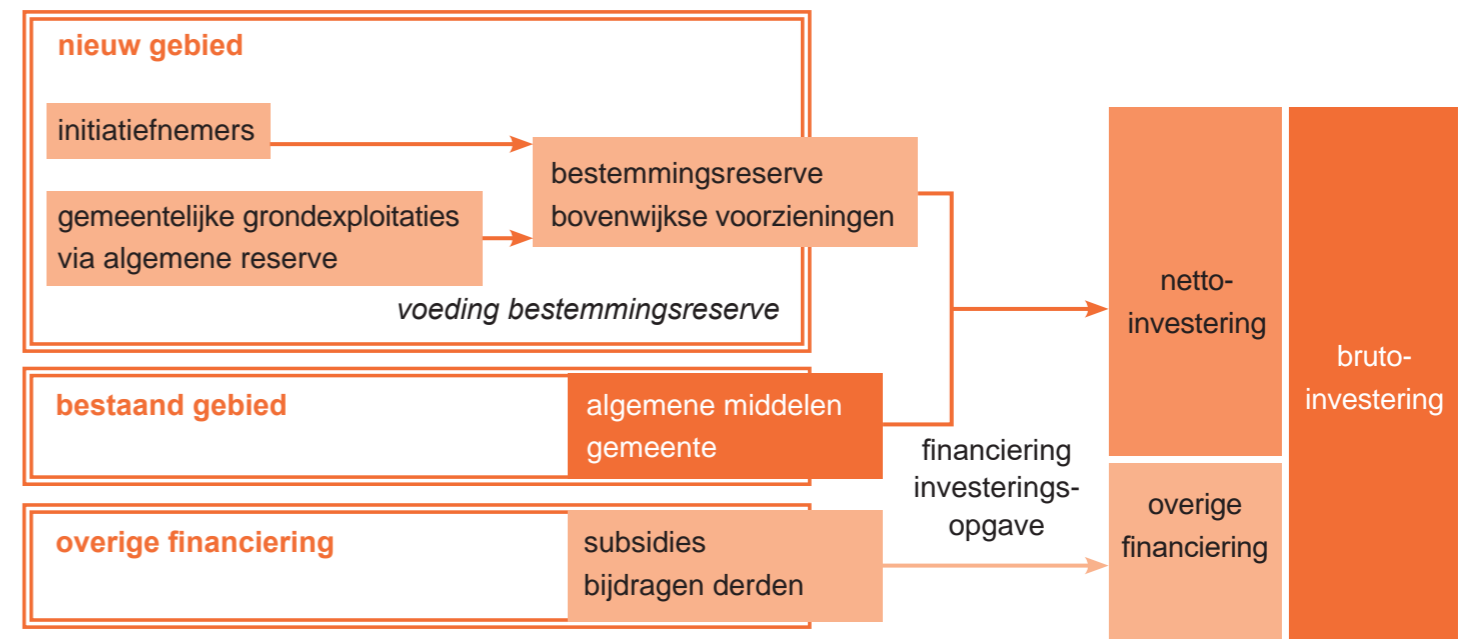 nieuw gebied
initiatiefnemers
gemeentelijke grondexploitaties
via algemene reserve
bestemmingsreserve
bovenwijkse voorzieningen
voeding bestemmingsreserve
bestaand gebied
algemene middelen
gemeente
overige financiering
subsidies
bijdragen derden
financiering
investerings-
opgave
netto-
investering
overige
financiering
bruto-
investering